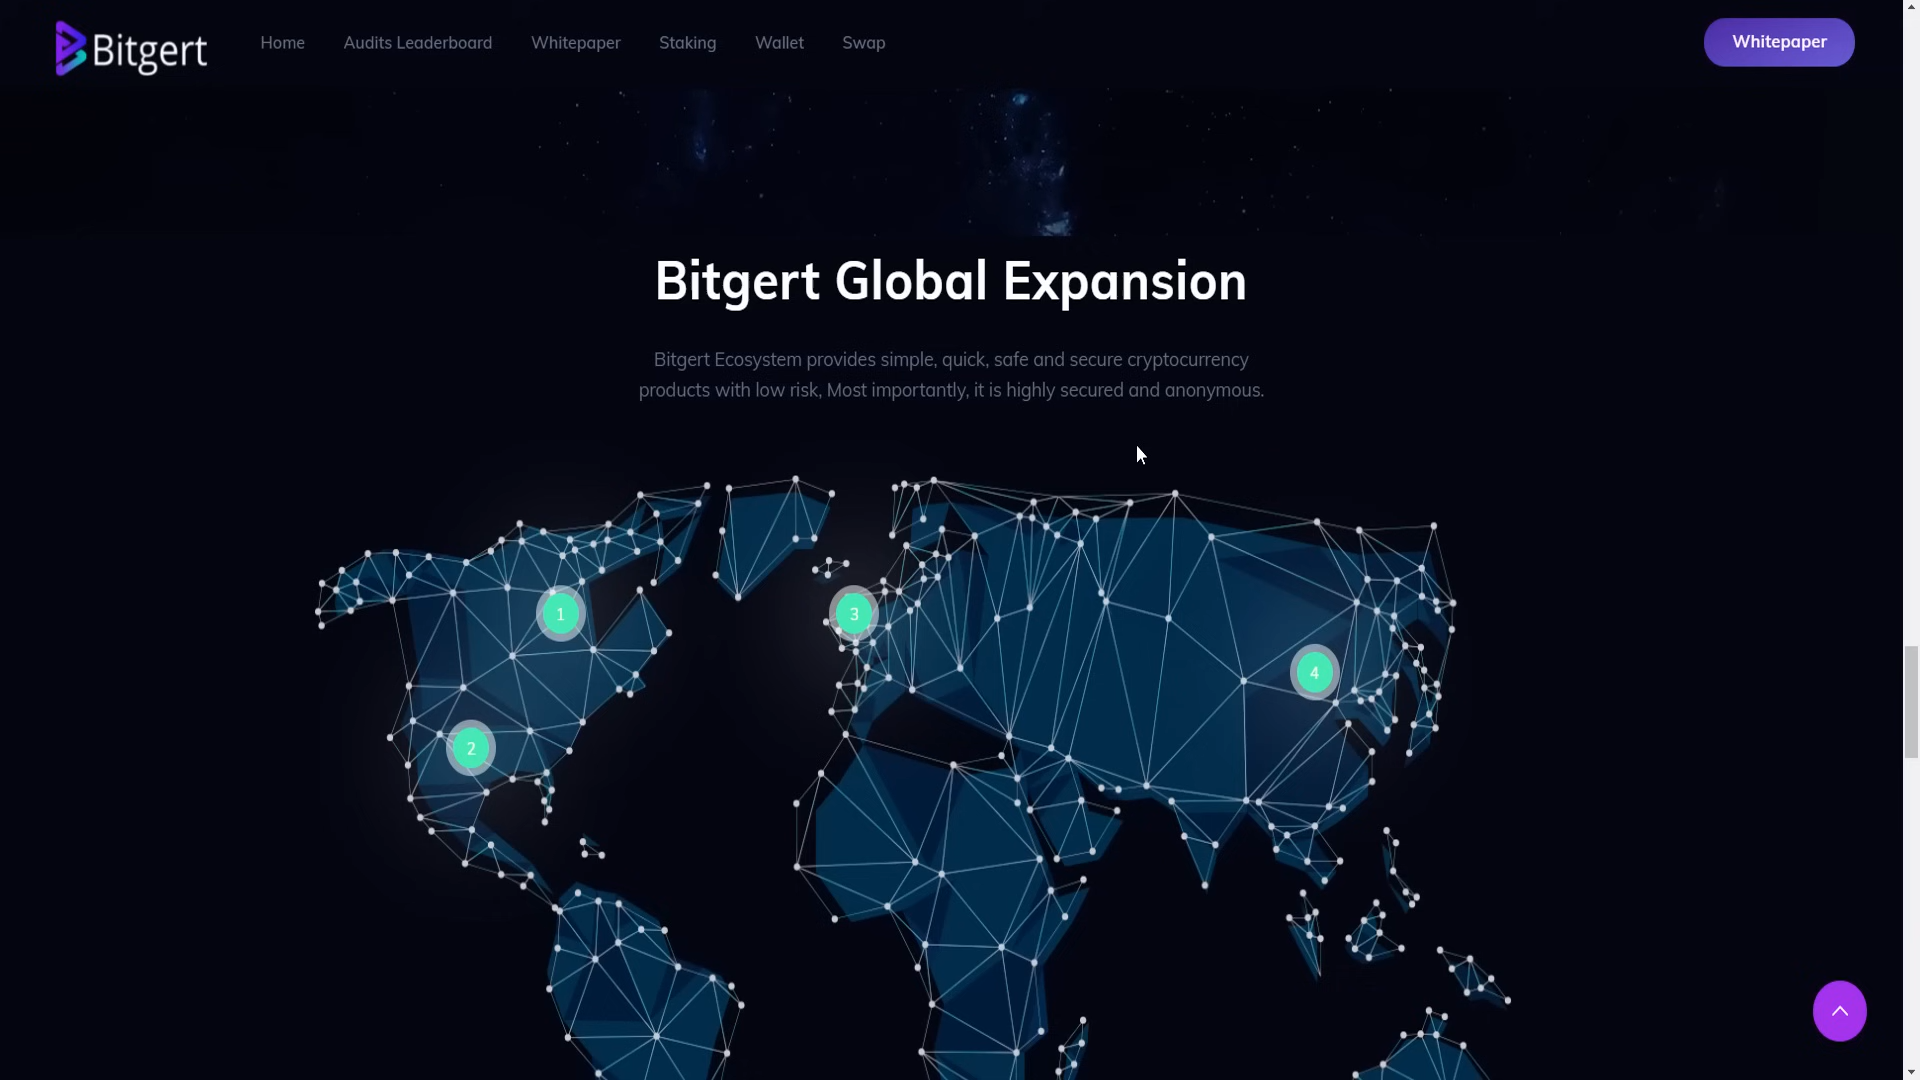 Bitgert
Home
Audits Leaderboard
Whitepaper
Staking
Wallet
Swap
Whitepaper
Bitgert Global Expansion
Bitgert Ecosystem provides simple, quick, safe and secure cryptocurrency
products with low risk, Most importantly, it is highly secured and anonymous.
1
3
4
2